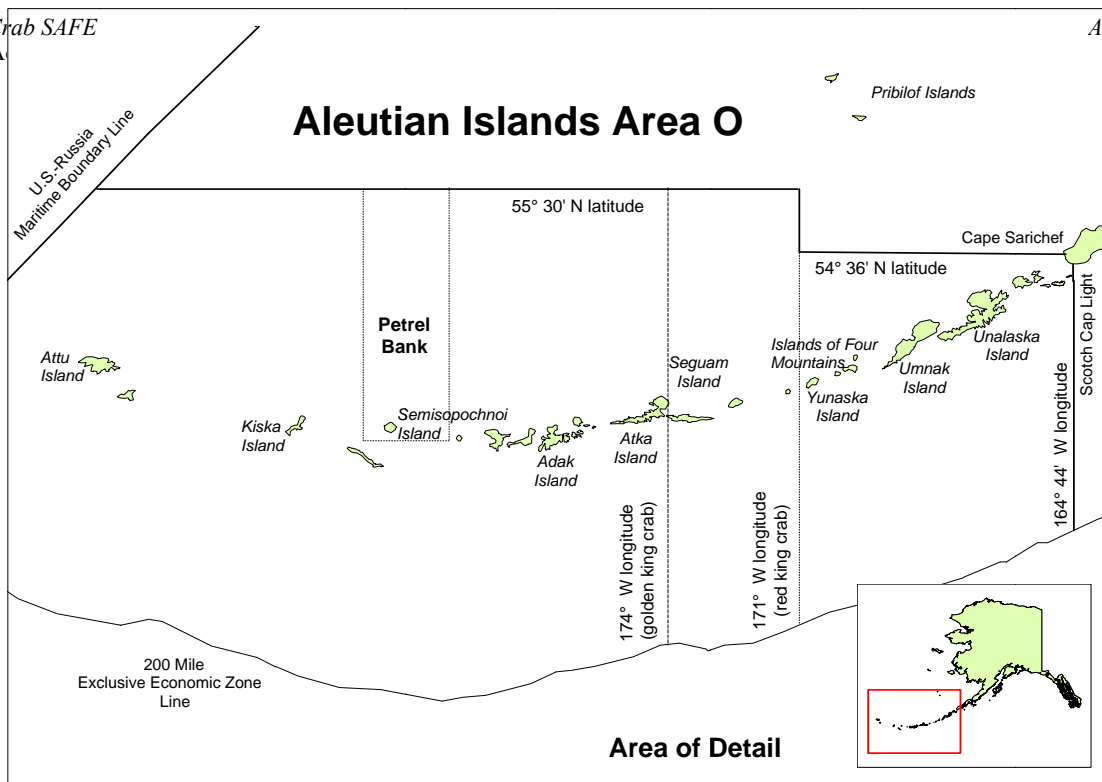 Crab SAFE
A
Aleutian Islands Area O
Pribilof Islands
U.S.-Russia
Maritime Boundary Line
55° 30' N latitude
Cape Sarichef
54° 36' N latitude
Scotch Cap Light
Petrel
Bank
Attu
Island
Kiska
Island
Semisopochnoi
Island
Adak
Island
Atka
Island
Seguam
Island
Islands of Four
Mountains
Yunaska
Island
Umnak
Island
Unalaska
Island
174° W longitude
(golden king crab)
171° W longitude
(red king crab)
164° 44' W longitude
200 Mile
Exclusive Economic Zone
Line
Area of Detail